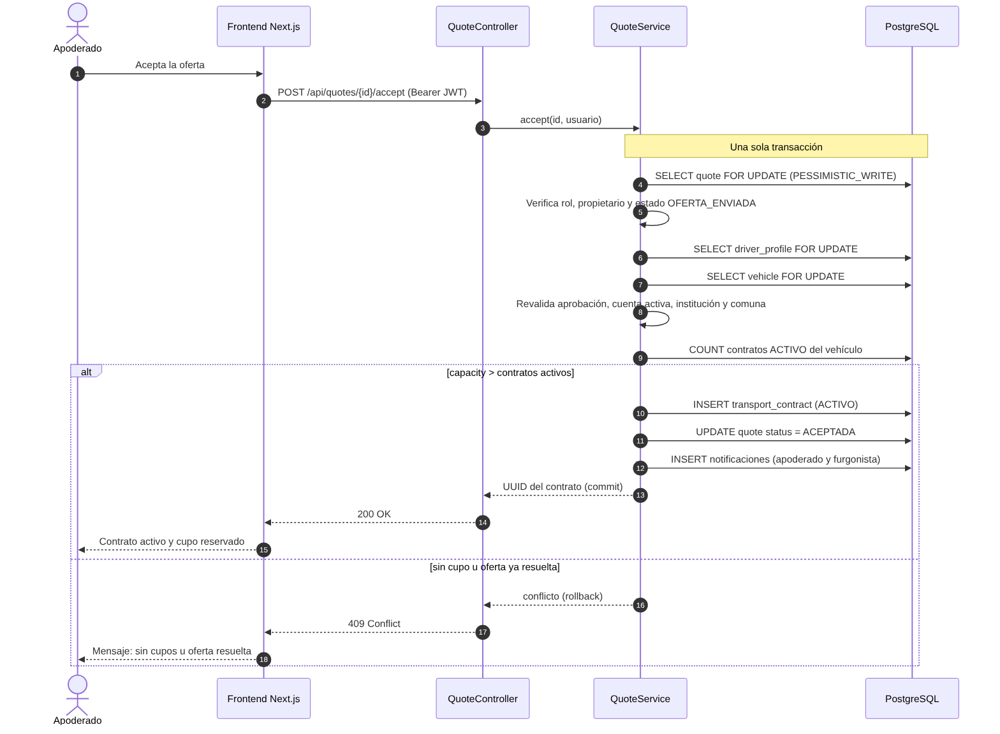 Apoderado
Frontend Next.js
QuoteController
QuoteService
PostgreSQL
1
Acepta la oferta
2
POST /api/quotes/{id}/accept (Bearer JWT)
3
accept(id, usuario)
Una sola transacción
4
SELECT quote FOR UPDATE (PESSIMISTIC_WRITE)
Verifica rol, propietario y estado OFERTA_ENVIADA
5
6
SELECT driver_profile FOR UPDATE
7
SELECT vehicle FOR UPDATE
Revalida aprobación, cuenta activa, institución y comuna
8
9
COUNT contratos ACTIVO del vehículo
alt
[capacity > contratos activos]
10
INSERT transport_contract (ACTIVO)
11
UPDATE quote status = ACEPTADA
12
INSERT notificaciones (apoderado y furgonista)
UUID del contrato (commit)
13
200 OK
14
Contrato activo y cupo reservado
15
[sin cupo u oferta ya resuelta]
conflicto (rollback)
16
409 Conflict
17
Mensaje: sin cupos u oferta resuelta
18
Apoderado
Frontend Next.js
QuoteController
QuoteService
PostgreSQL